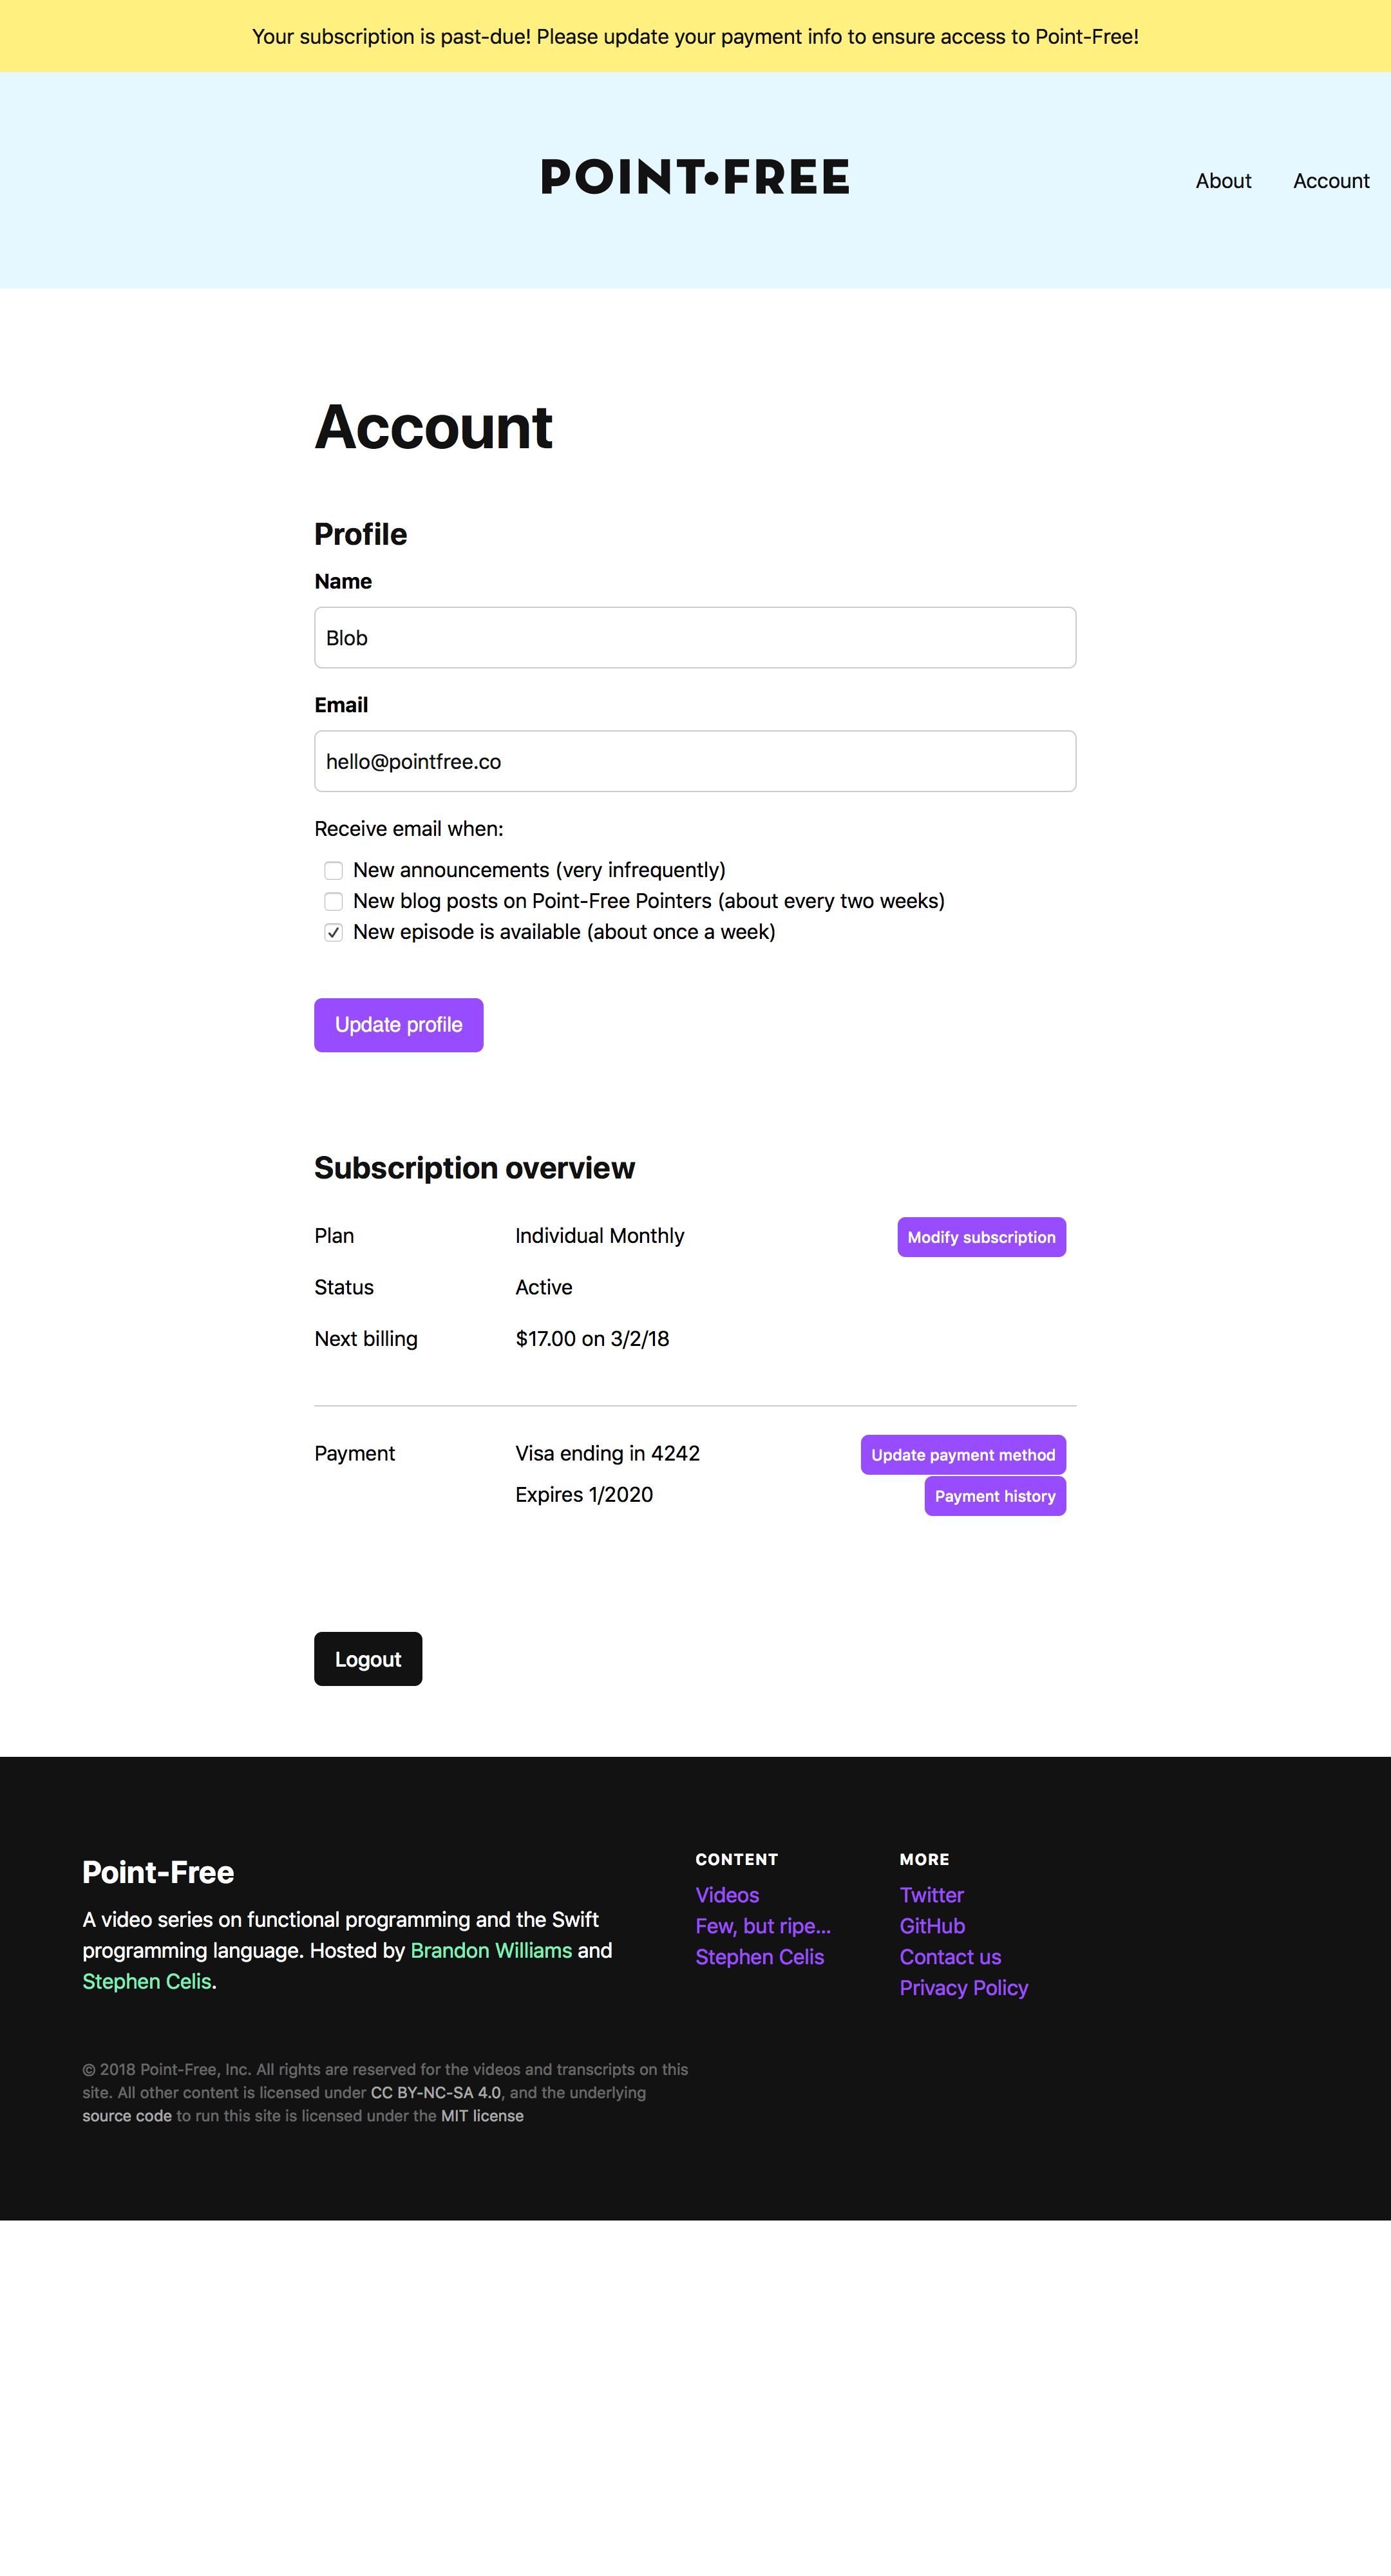 Your subscription is past-due! Please update your payment info to ensure access to Point-Free!
POINT•FREE
About
Account
Account
Profile
Name
Blob
Email
hello@pointfree.co
Receive email when:
New announcements (very infrequently)
New blog posts on Point-Free Pointers (about every two weeks)
New episode is available (about once a week)
Update profile
Subscription overview
Plan
Individual Monthly
Modify subscription
Status
Active
Next billing
$17.00 on 3/2/18
Payment
Visa ending in 4242
Update payment method
Expires 1/2020
Payment history
Logout
Point-Free
A video series on functional programming and the Swift
programming language. Hosted by Brandon Williams and
Stephen Celis.
CONTENT
Videos
Few, but ripe...
Stephen Celis
MORE
Twitter
GitHub
Contact us
Privacy Policy
© 2018 Point-Free, Inc. All rights are reserved for the videos and transcripts on this
site. All other content is licensed under CC BY-NC-SA 4.0, and the underlying
source code to run this site is licensed under the MIT license